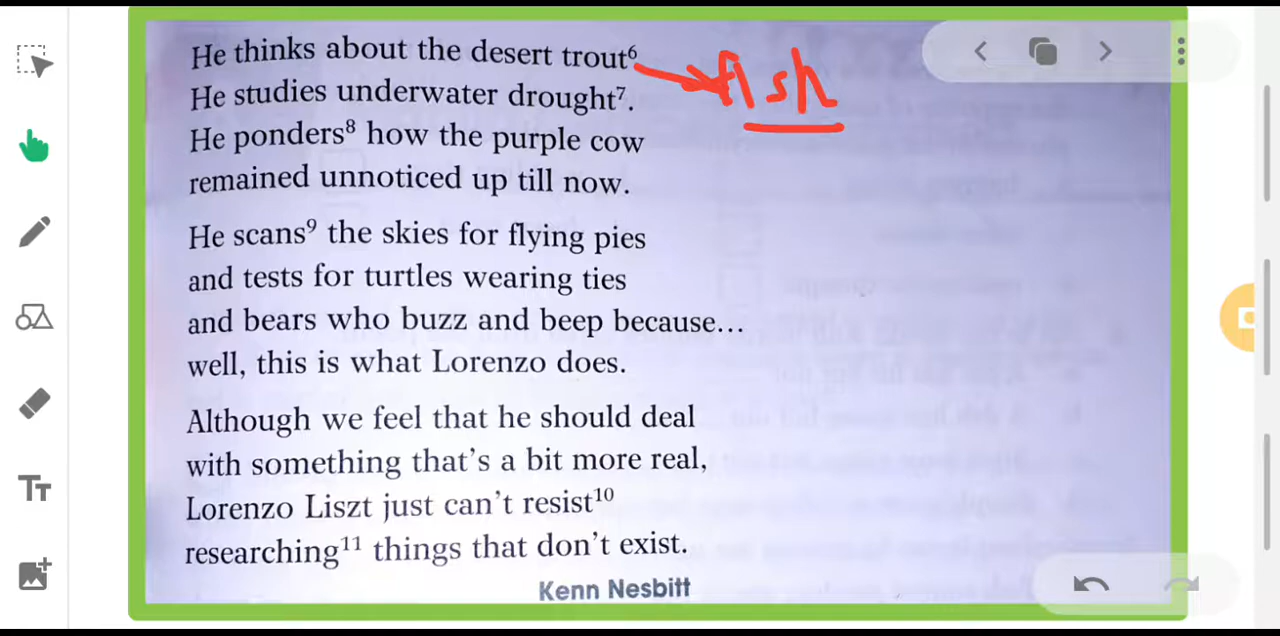 He thinks about the desert trout⁶ fish
He studies underwater drought⁷.
He ponders⁸ how the purple cow
remained unnoticed up till now.
He scans⁹ the skies for flying pies
and tests for turtles wearing ties
and bears who buzz and beep because...
well, this is what Lorenzo does.
Although we feel that he should deal
with something that's a bit more real,
Lorenzo Liszt just can't resist¹⁰
researching¹¹ things that don't exist.
Kenn Nesbitt
TT